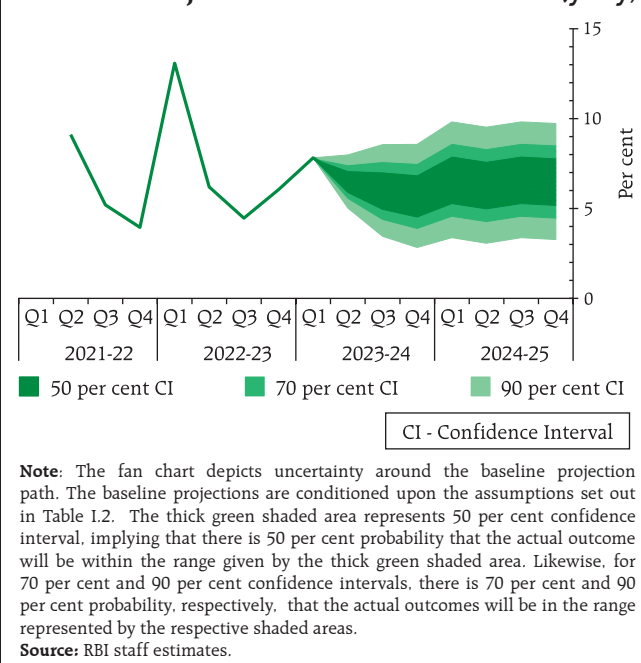 15
10
5
0
Per cent
Q1 Q2 Q3 Q4 Q1 Q2 Q3 Q4 Q1 Q2 Q3 Q4 Q1 Q2 Q3 Q4
2021-22 2022-23 2023-24 2024-25
50 per cent CI 70 per cent CI 90 per cent CI
CI - Confidence Interval
Note: The fan chart depicts uncertainty around the baseline projection
path. The baseline projections are conditioned upon the assumptions set out
in Table I.2. The thick green shaded area represents 50 per cent confidence
interval, implying that there is 50 per cent probability that the actual outcome
will be within the range given by the thick green shaded area. Likewise, for
70 per cent and 90 per cent confidence intervals, there is 70 per cent and 90
per cent probability, respectively, that the actual outcomes will be in the range
represented by the respective shaded areas.
Source: RBI staff estimates.